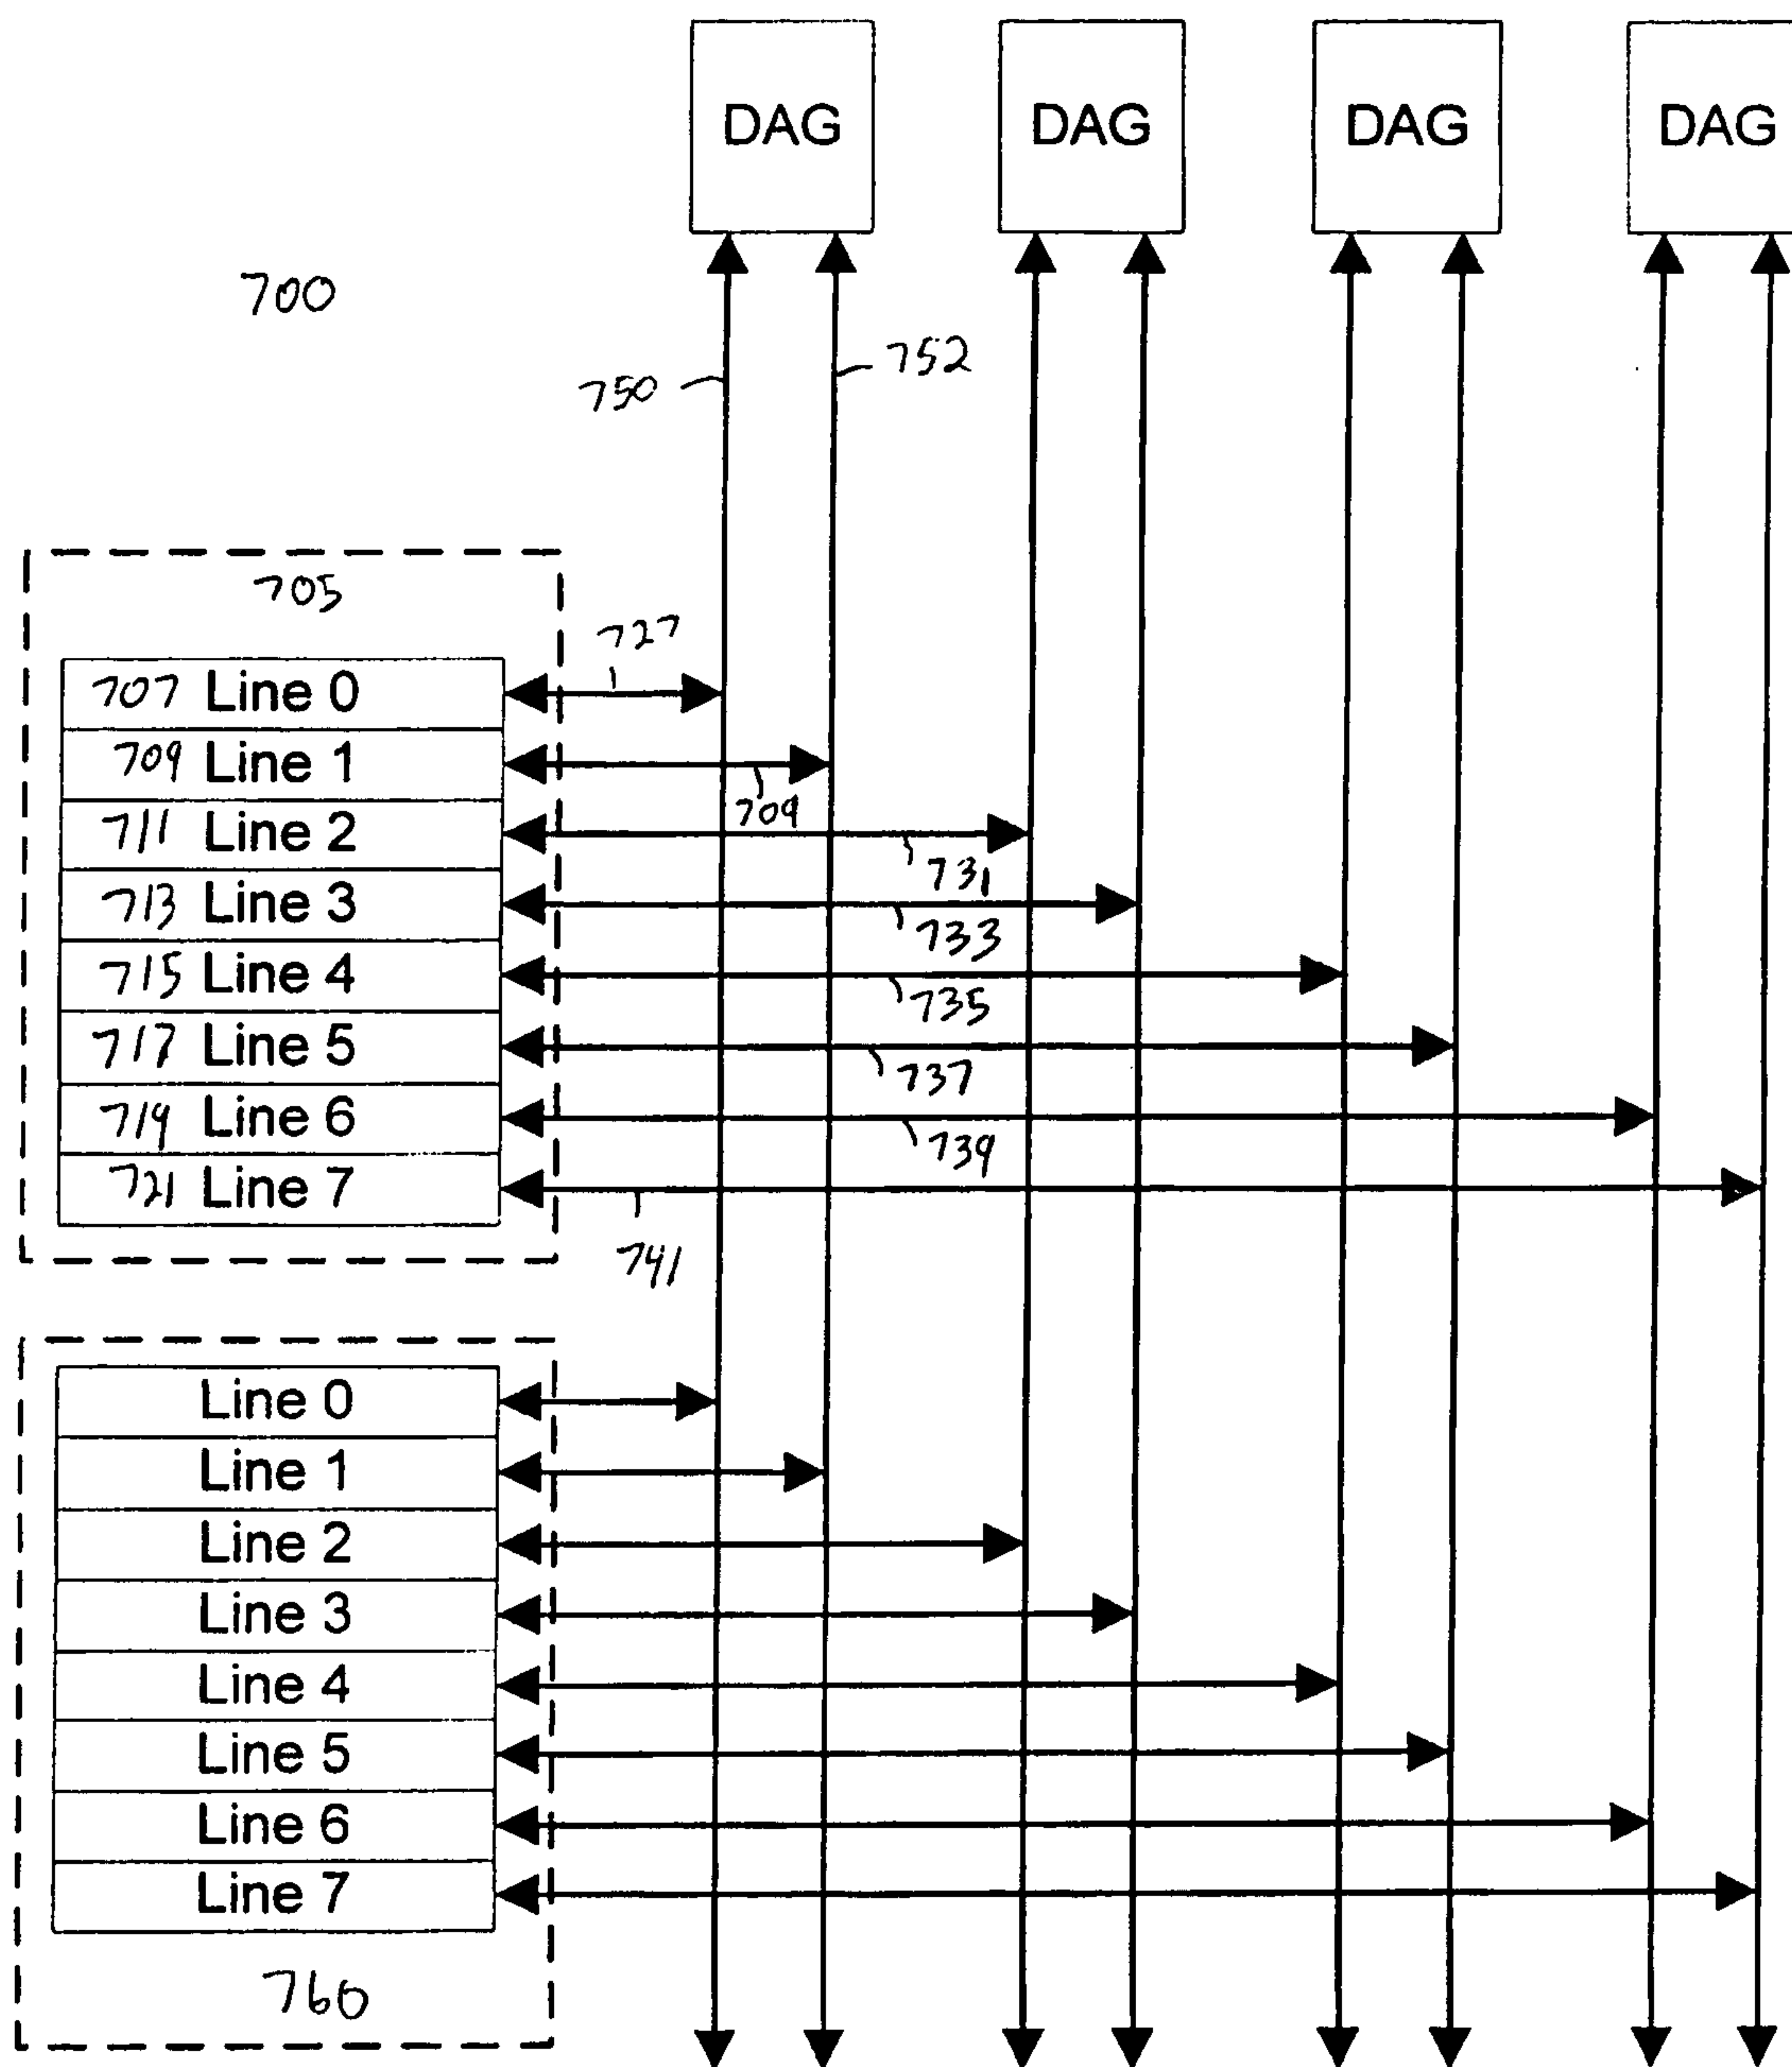 DAG DAG DAG DAG
700
752
750
705
727
707 Line 0
709 Line 1
709
711 Line 2
731
713 Line 3
733
715 Line 4
735
717 Line 5
737
719 Line 6
739
721 Line 7
741
Line 0
Line 1
Line 2
Line 3
Line 4
Line 5
Line 6
Line 7
760